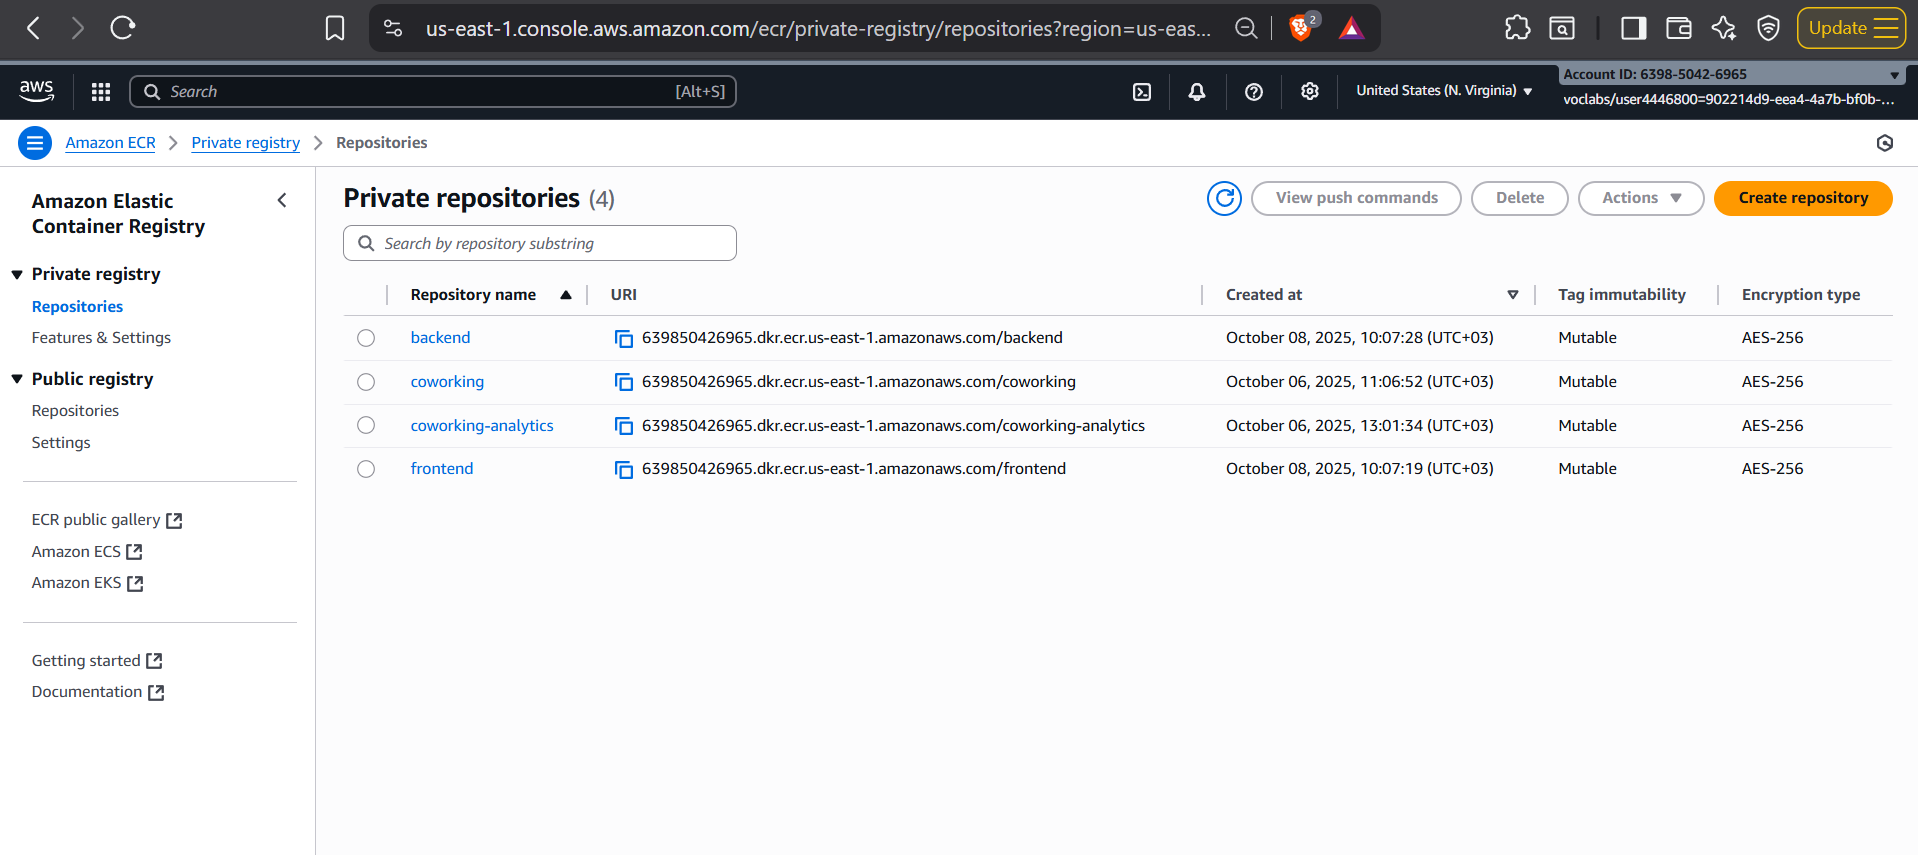 us-east-1.console.aws.amazon.com/ecr/private-registry/repositories?region=us-eas...
2
Update
aws
Search
[Alt+S]
United States (N. Virginia)
Account ID: 6398-5042-6965
voclabs/user4446800=902214d9-eea4-4a7b-bf0b-...
Amazon ECR
Private registry
Repositories
Amazon Elastic
Container Registry
Private registry
Repositories
Features & Settings
Public registry
Repositories
Settings
ECR public gallery
Amazon ECS
Amazon EKS
Getting started
Documentation
Private repositories (4)
View push commands
Delete
Actions
Create repository
Search by repository substring
Repository name URI Created at Tag immutability Encryption type
backend 639850426965.dkr.ecr.us-east-1.amazonaws.com/backend October 08, 2025, 10:07:28 (UTC+03) Mutable AES-256
coworking 639850426965.dkr.ecr.us-east-1.amazonaws.com/coworking October 06, 2025, 11:06:52 (UTC+03) Mutable AES-256
coworking-analytics 639850426965.dkr.ecr.us-east-1.amazonaws.com/coworking-analytics October 06, 2025, 13:01:34 (UTC+03) Mutable AES-256
frontend 639850426965.dkr.ecr.us-east-1.amazonaws.com/frontend October 08, 2025, 10:07:19 (UTC+03) Mutable AES-256